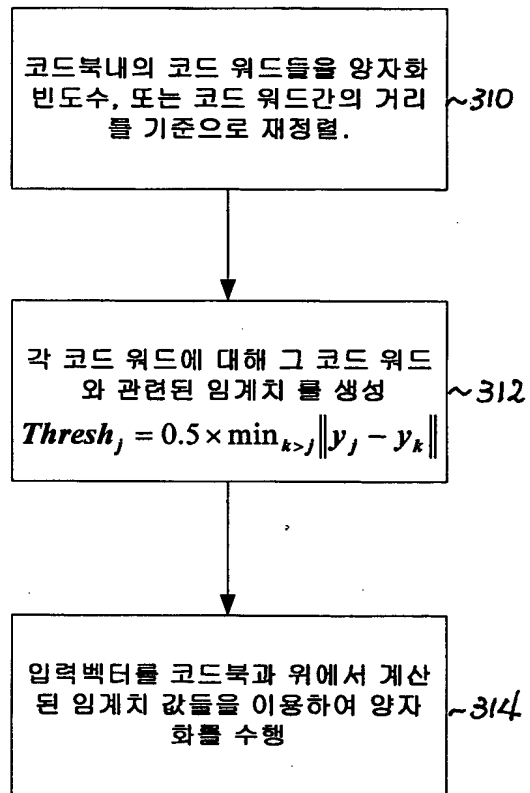 코드북내의 코드 워드들을 양자화
빈도수, 또는 코드 워드간의 거리
를 기준으로 재정렬.
~310
각 코드 워드에 대해 그 코드 워드
와 관련된 임계치 를 생성
~312
Thresh_j = 0.5 × min_{k>j} ||y_j − y_k||
입력벡터를 코드북과 위에서 계산
된 임계치 값들을 이용하여 양자
화를 수행
~314